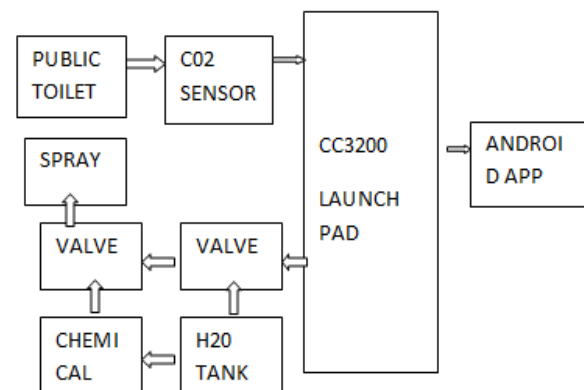 PUBLIC
TOILET
C02
SENSOR
CC3200
LAUNCH
PAD
ANDROI
D APP
SPRAY
VALVE
VALVE
CHEMI
CAL
H20
TANK